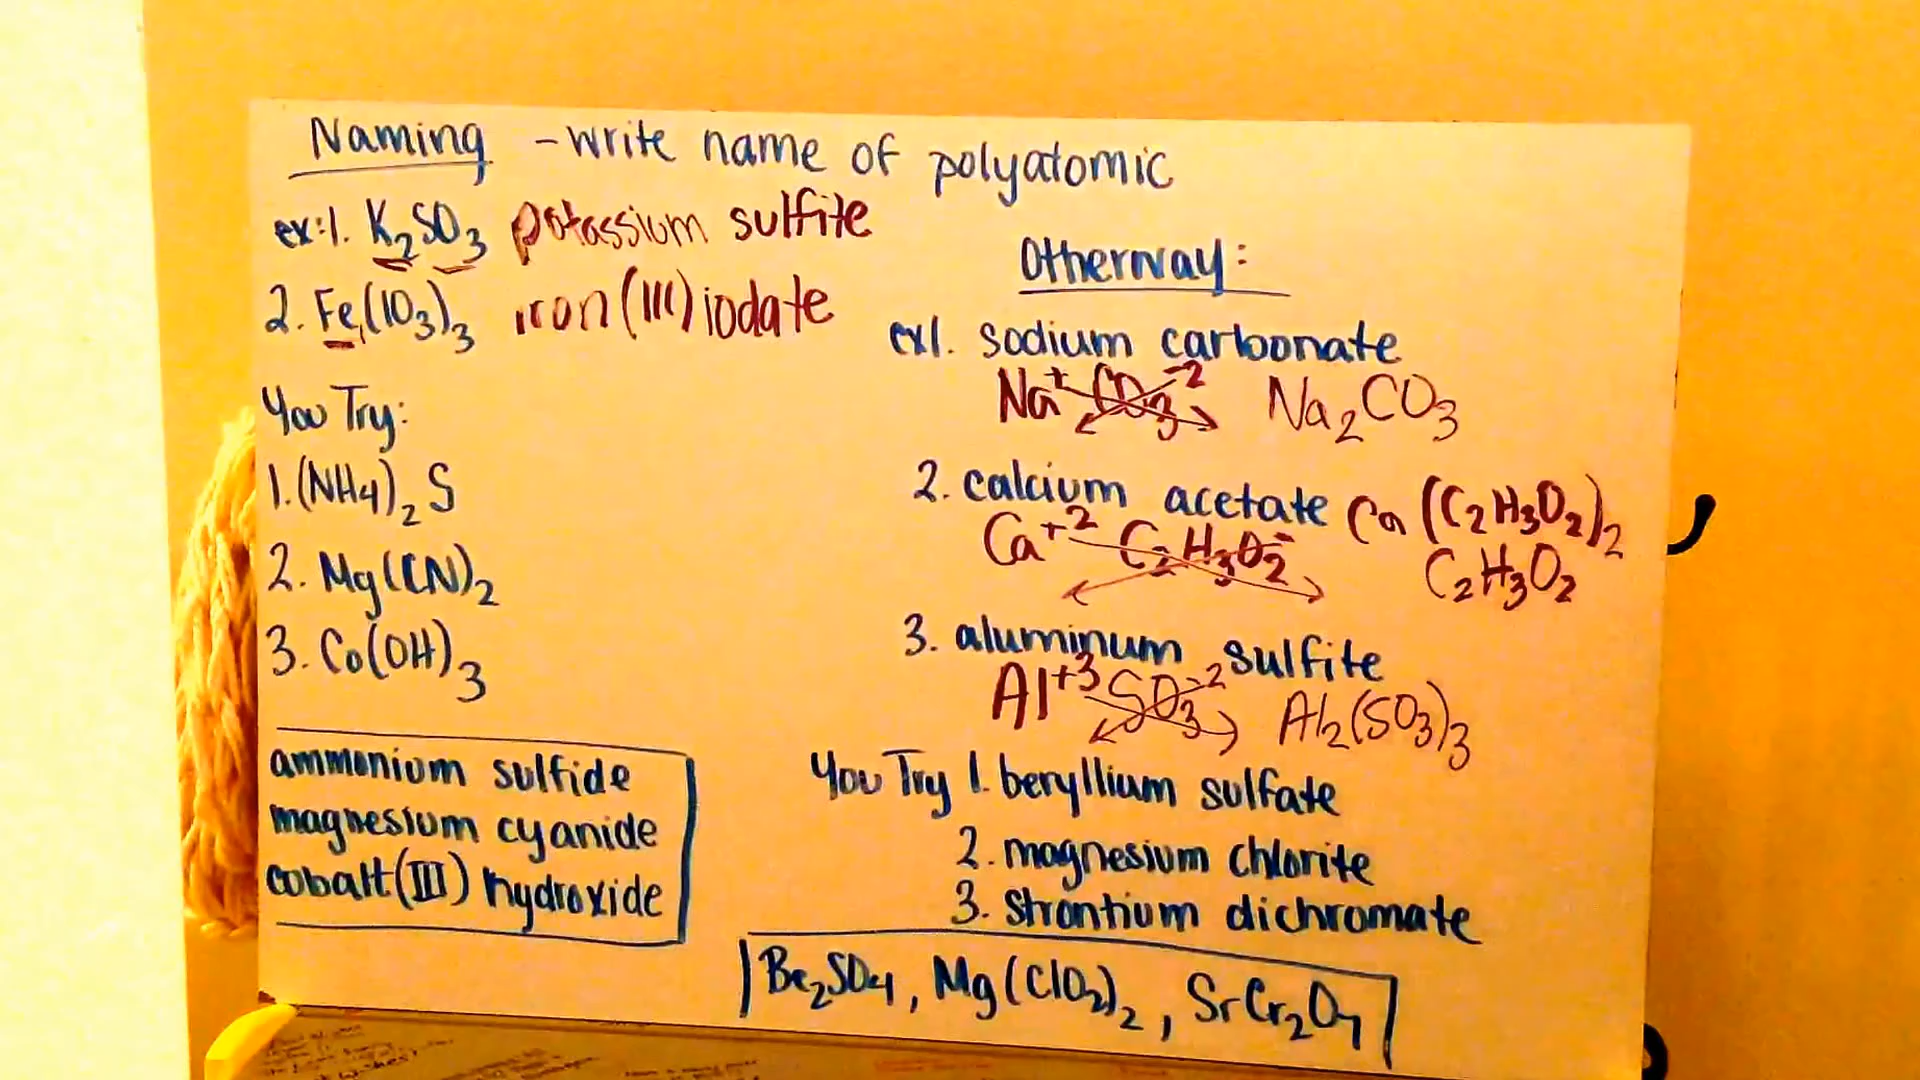 Naming - write name of polyatomic
ex:1. K₂SO₃ potassium sulfite
2. Fe₁(IO₃)₃ iron (III) iodate
You Try:
1. (NH₄)₂S
2. Mg(CN)₂
3. Co(OH)₃
ammonium sulfide
magnesium cyanide
cobalt (III) hydroxide
Otherway:
ex1. sodium carbonate
Na⁺ CO₃⁻² Na₂CO₃
2. calcium acetate Ca(C₂H₃O₂)₂
Ca⁺² C₂H₃O₂⁻ C₂H₃O₂
3. aluminum sulfite
Al⁺³ SO₃⁻² Al₂(SO₃)₃
You Try 1. beryllium sulfate
2. magnesium chlorite
3. strontium dichromate
Be₂SO₄, Mg(ClO₂)₂, SrCr₂O₇